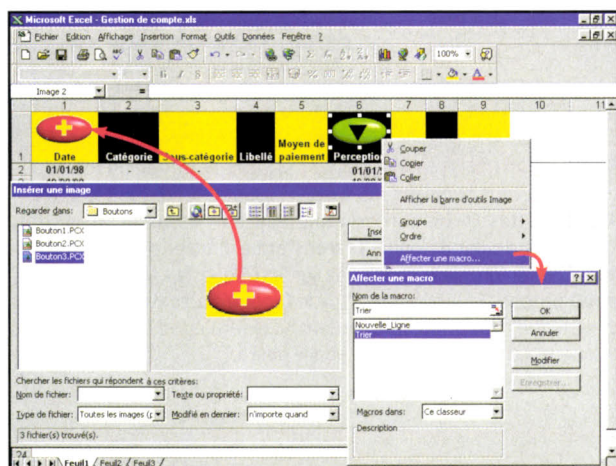 Microsoft Excel - Gestion de compte.xls
Fichier Edition Affichage Insertion Format Outils Données Fenêtre ?
100%
Image 2
=
1 2 3 4 5 6 7 8 9 10 11
1 Date Catégorie Sous-catégorie Libellé Moyen de paiement Perception
2 01/01/98 - - 01/01/
Couper
Copier
Coller
Afficher la barre d'outils Image
Groupe
Ordre
Affecter une macro...
Insérer une image
Regarder dans: Boutons
Bouton1.PCX
Bouton2.PCX
Bouton3.PCX
Insé
Ann
Chercher les fichiers qui répondent à ces critères:
Nom de fichier: Texte ou propriété:
Type de fichier: Toutes les images (p Modifié en dernier: n'importe quand
3 fichier(s) trouvé(s).
Affecter une macro
Nom de la macro:
Trier
Nouvelle_Ligne
Trier
OK
Annuler
Modifier
Enregistrer...
Macros dans: Ce classeur
Description
24
Feuil1 Feuil2 Feuil3